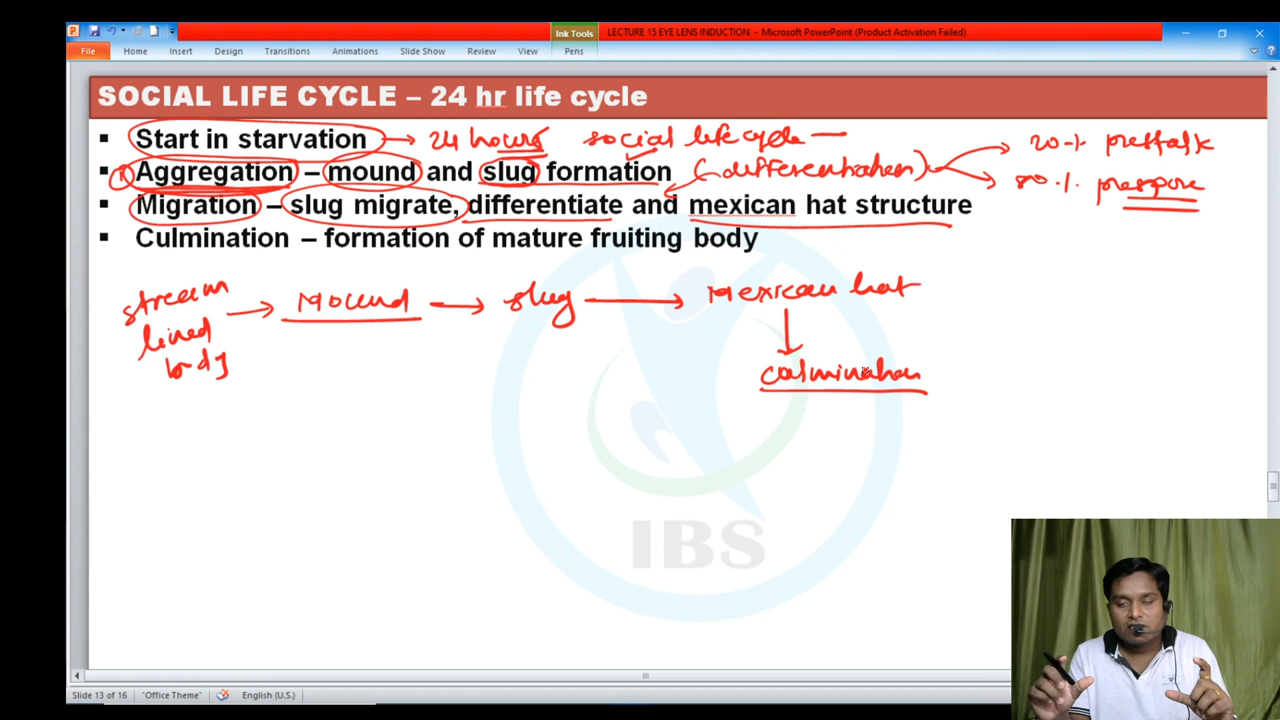 Ink Tools
LECTURE 15 EYE LENS INDUCTION - Microsoft PowerPoint (Product Activation Failed)
File Home Insert Design Transitions Animations Slide Show Review View Pens
SOCIAL LIFE CYCLE – 24 hr life cycle
▪ Start in starvation → 24 hours social lifecycle —
▪ Aggregation – mound and slug formation (differentiation)
20% prestalk
80% prespore
▪ Migration – slug migrate, differentiate and mexican hat structure
▪ Culmination – formation of mature fruiting body
stream lined body → Mound → slug → Mexican hat
↓
culmination
IBS
Slide 13 of 16 "Office Theme" English (U.S.)